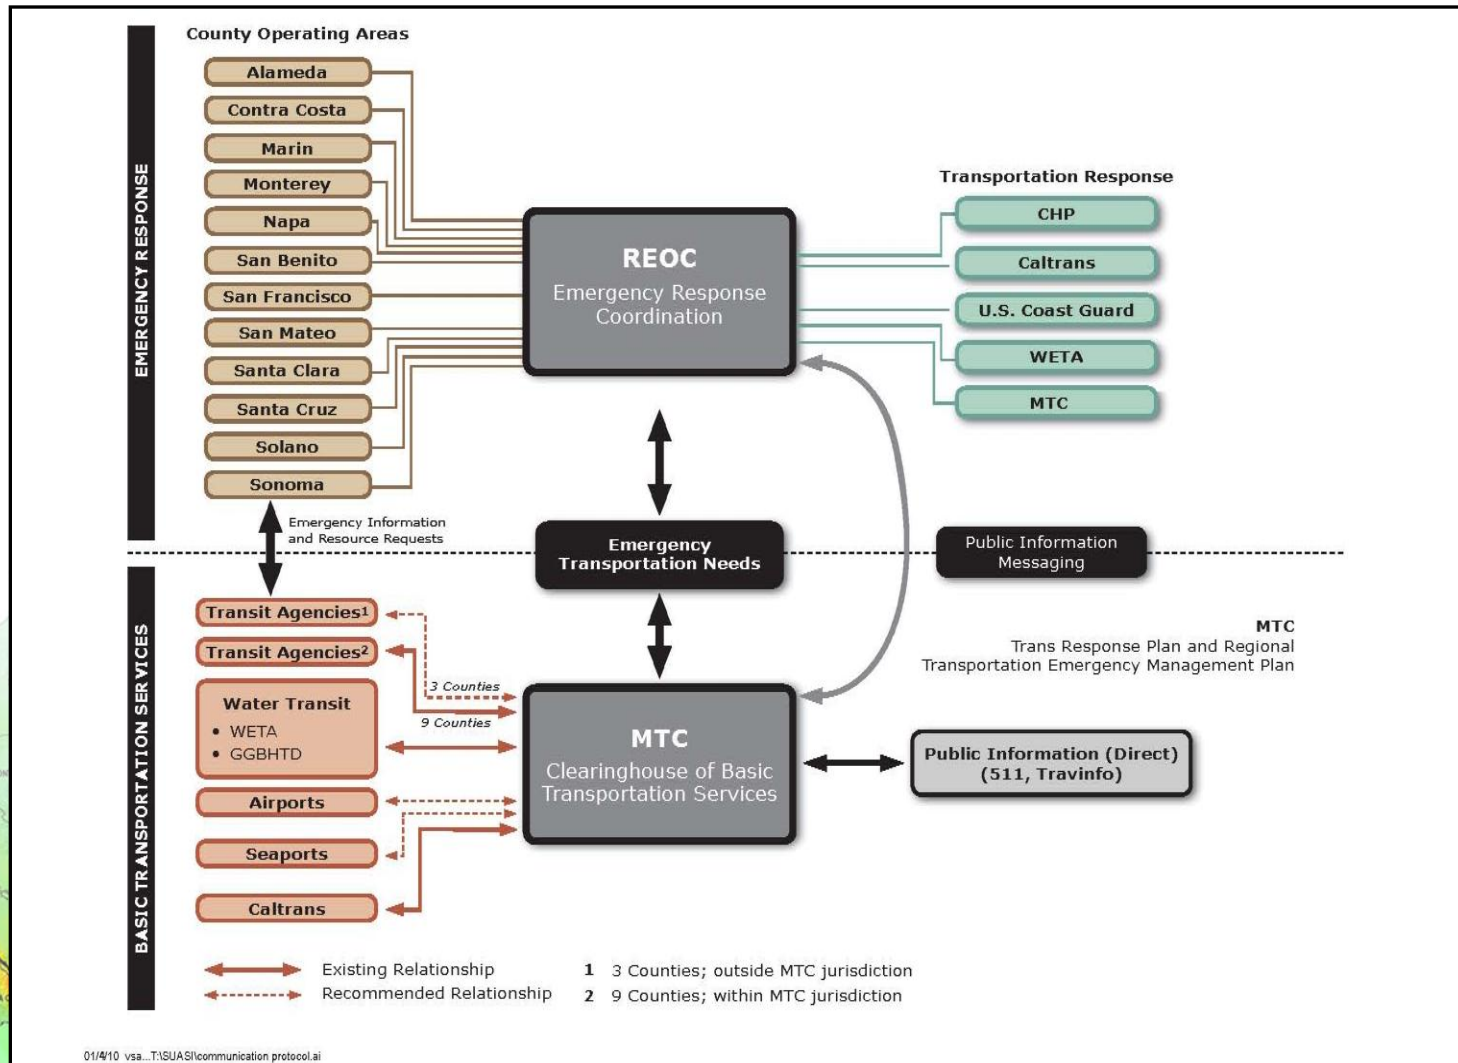 County Operating Areas
EMERGENCY RESPONSE
Alameda
Contra Costa
Marin
Monterey
Napa
San Benito
San Francisco
San Mateo
Santa Clara
Santa Cruz
Solano
Sonoma
REOC
Emergency Response
Coordination
Transportation Response
CHP
Caltrans
U.S. Coast Guard
WETA
MTC
Emergency Information
and Resource Requests
Emergency
Transportation Needs
Public Information
Messaging
BASIC TRANSPORTATION SERVICES
Transit Agencies1
Transit Agencies2
Water Transit
• WETA
• GGBHTD
Airports
Seaports
Caltrans
3 Counties
9 Counties
MTC
Clearinghouse of Basic
Transportation Services
MTC
Trans Response Plan and Regional
Transportation Emergency Management Plan
Public Information (Direct)
(511, Travinfo)
Existing Relationship
Recommended Relationship
1 3 Counties; outside MTC jurisdiction
2 9 Counties; within MTC jurisdiction
01/4/10 vsa...T:\SUASI\communication protocol.ai